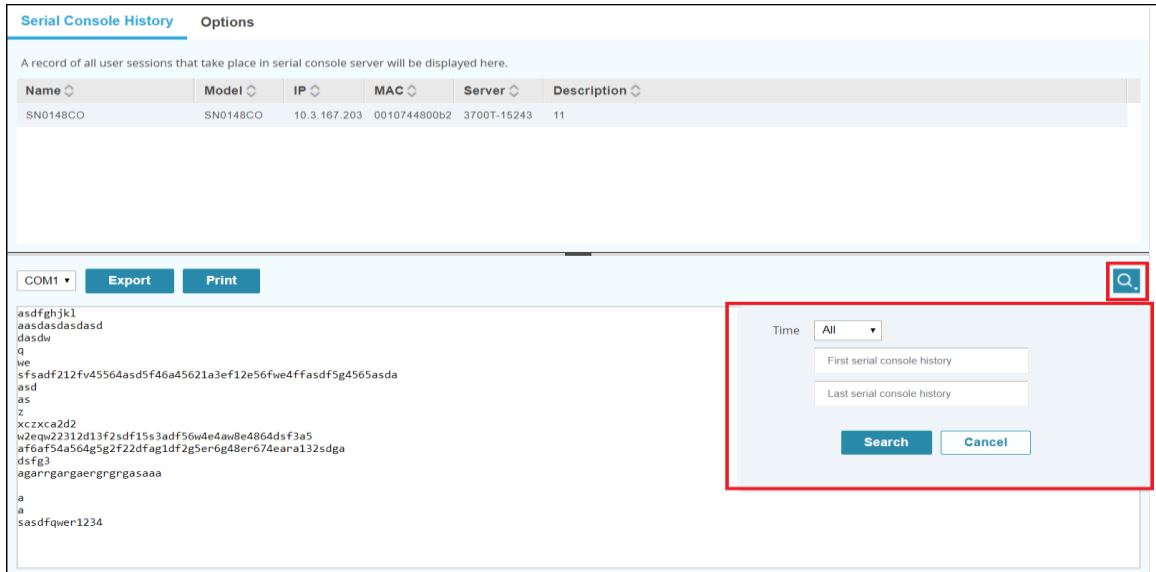 Serial Console History Options
A record of all user sessions that take place in serial console server will be displayed here.
Name Model IP MAC Server Description
SN0148CO SN0148CO 10.3.167.203 0010744800b2 3700T-15243 11
COM1 Export Print
asdfghjkl
aasdasdasdasd
dasdw
q
we
sfsadf212fv45564asd5f46a45621a3ef12e56fwe4ffasdf5g4565asda
asd
as
z
xczxca2d2
w2eqw22312d13f2sdf15s3adf56w4e4aw8e4864dsf3a5
af6af54a564g5g2f22dfag1df2g5er6g48er674eara132sdga
dsfg3
agarrgargaergrgrgasaaa
a
a
sasdfqwer1234
Time All
First serial console history
Last serial console history
Search Cancel